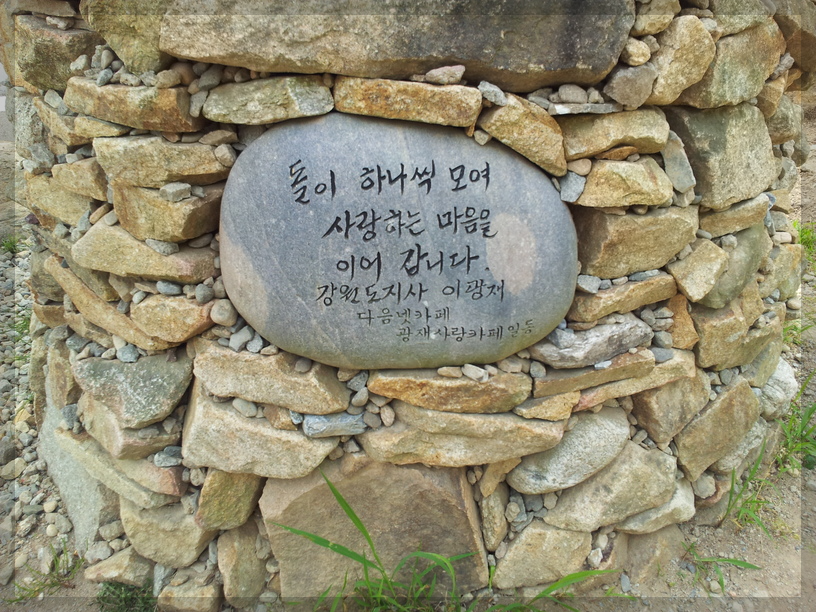 돌이 하나씩 모여
사랑하는 마음을
이어 갑니다.
강원도지사 이광재
다음넷카페
광재사랑카페일동